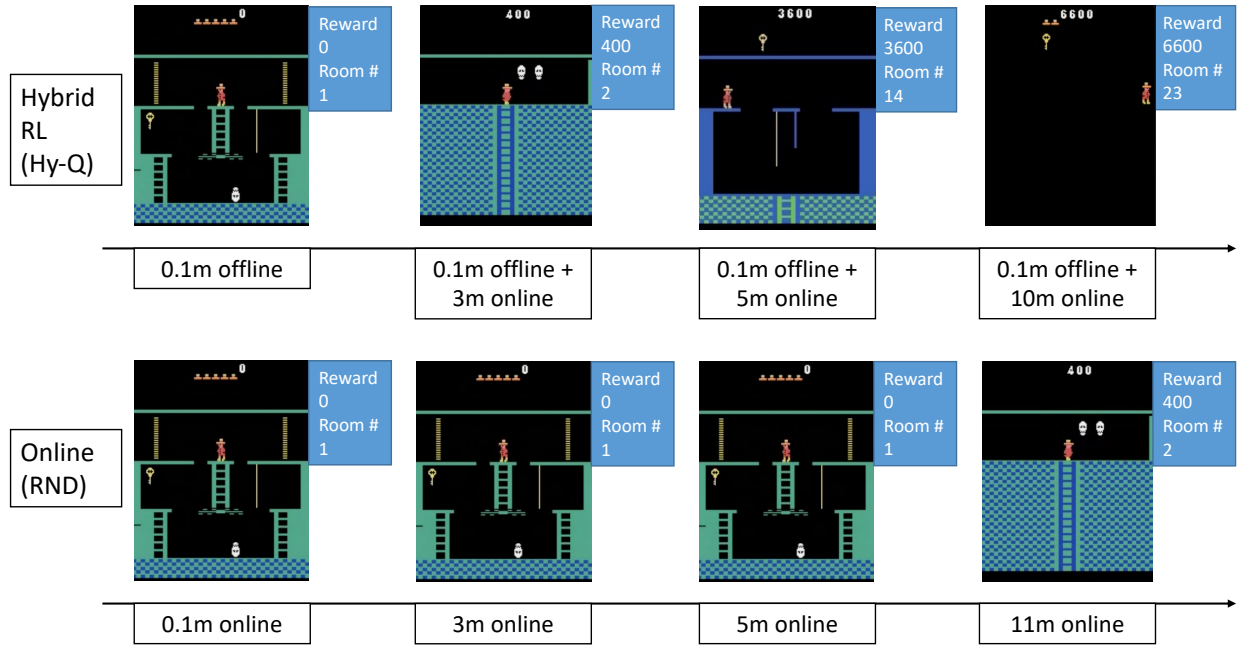 Hybrid
RL
(Hy-Q)
0
Reward
0
Room #
1
400
Reward
400
Room #
2
3600
Reward
3600
Room #
14
6600
Reward
6600
Room #
23
0.1m offline
0.1m offline +
3m online
0.1m offline +
5m online
0.1m offline +
10m online
Online
(RND)
0
Reward
0
Room #
1
0
Reward
0
Room #
1
0
Reward
0
Room #
1
400
Reward
400
Room #
2
0.1m online
3m online
5m online
11m online